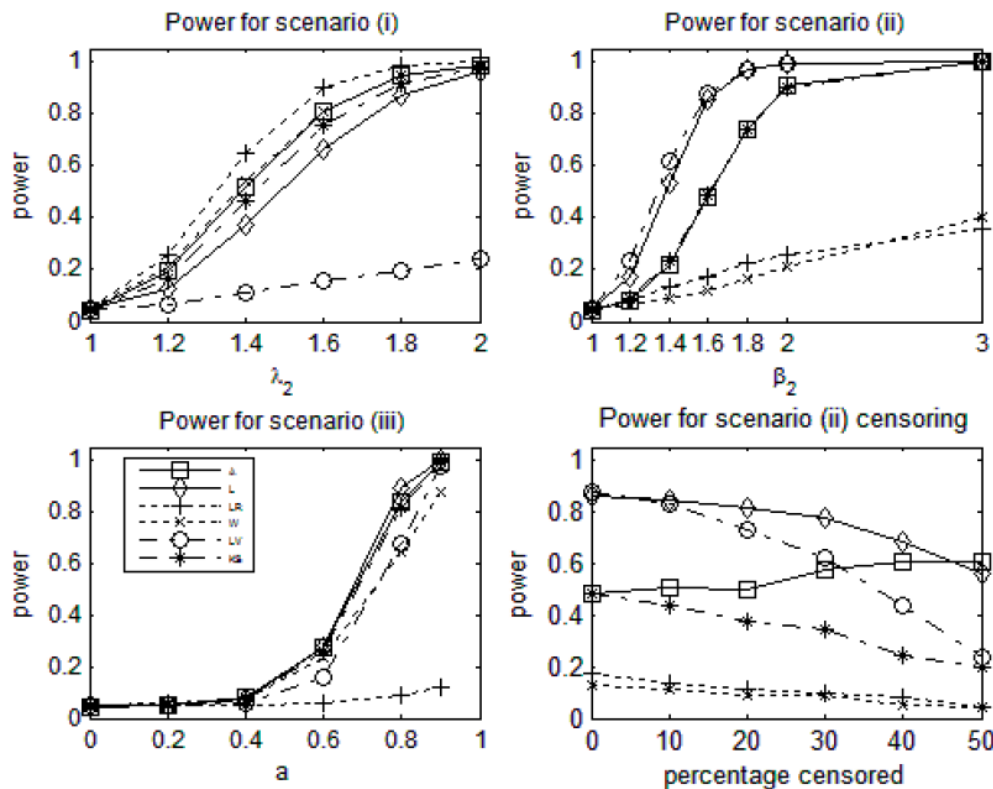 Power for scenario (i)
1
0.8
0.6
0.4
0.2
0
power
1 1.2 1.4 1.6 1.8 2
λ2
Power for scenario (ii)
1
0.8
0.6
0.4
0.2
0
power
1 1.2 1.4 1.6 1.8 2 3
β2
Power for scenario (iii)
1
0.8
0.6
0.4
0.2
0
power
L
LR
W
LV
KS
0 0.2 0.4 0.6 0.8 1
a
Power for scenario (ii) censoring
1
0.8
0.6
0.4
0.2
0
power
0 10 20 30 40 50
percentage censored